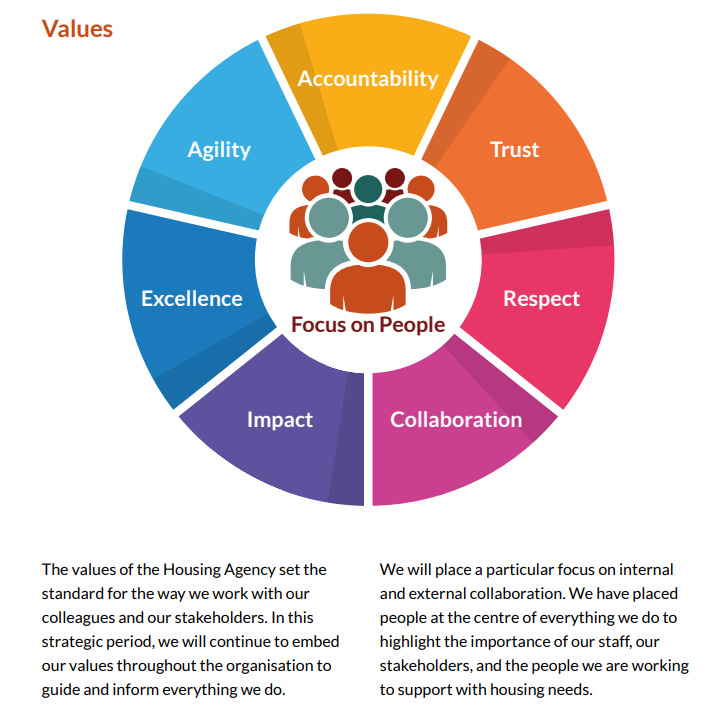 Values
Accountability
Trust
Respect
Collaboration
Impact
Excellence
Agility
Focus on People
The values of the Housing Agency set the
standard for the way we work with our
colleagues and our stakeholders. In this
strategic period, we will continue to embed
our values throughout the organisation to
guide and inform everything we do.
We will place a particular focus on internal
and external collaboration. We have placed
people at the centre of everything we do to
highlight the importance of our staff, our
stakeholders, and the people we are working
to support with housing needs.